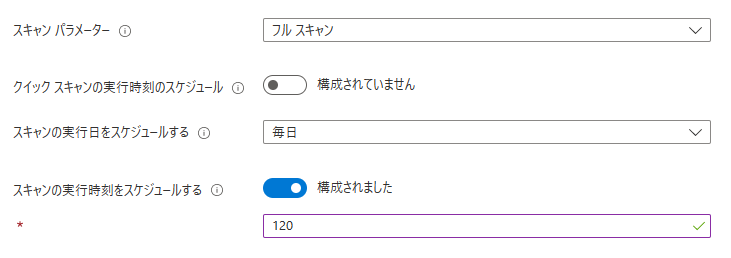 スキャン パラメーター フル スキャン
クイック スキャンの実行時刻のスケジュール 構成されていません
スキャンの実行日をスケジュールする 毎日
スキャンの実行時刻をスケジュールする 構成されました
* 120